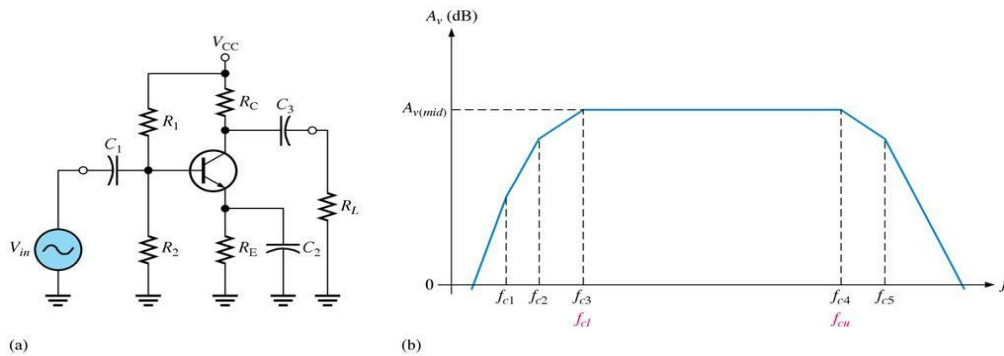 V_CC
R_C
C_3
R_1
C_1
R_L
V_in
R_2
R_E
C_2
(a)
A_v (dB)
A_v(mid)
0
f_c1 f_c2 f_c3 f_c4 f_c5 f
f_cl f_cu
(b)